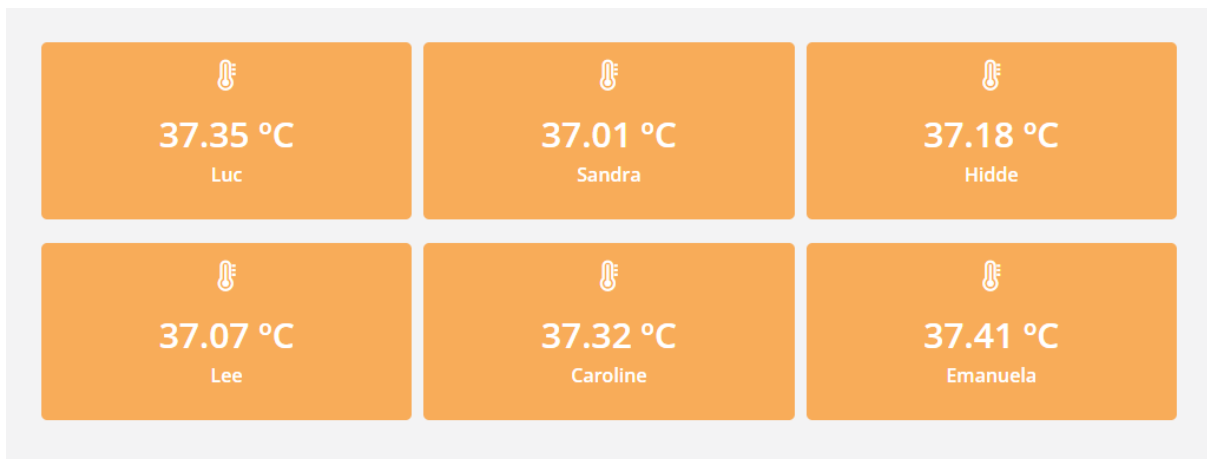 37.35 ºC
Luc
37.01 ºC
Sandra
37.18 ºC
Hidde
37.07 ºC
Lee
37.32 ºC
Caroline
37.41 ºC
Emanuela